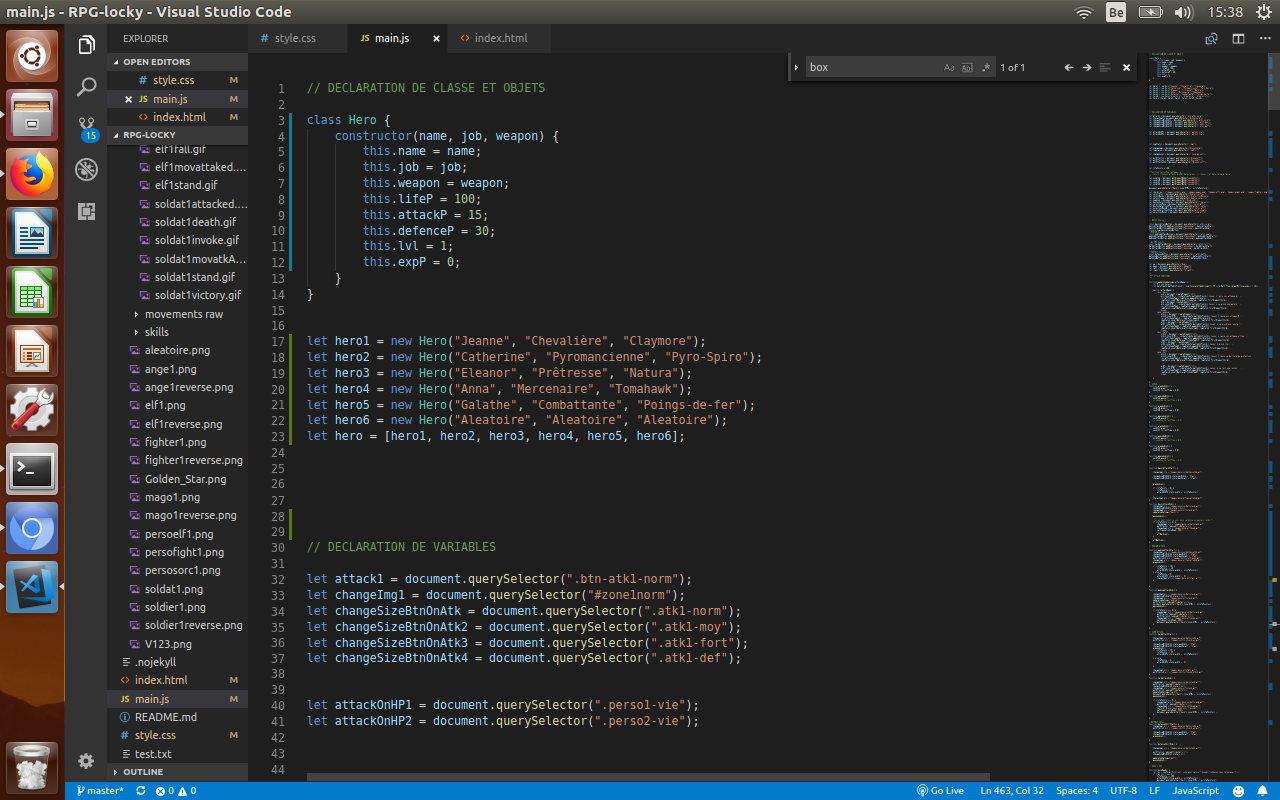 main.js - RPG-locky - Visual Studio Code
Be
15:38
EXPLORER
OPEN EDITORS
# style.css M
JS main.js M
<> index.html M
15
RPG-LOCKY
elf1fall.gif
elf1movattaked....
elf1stand.gif
soldat1attacked....
soldat1death.gif
soldat1invoke.gif
soldat1movatkA...
soldat1stand.gif
soldat1victory.gif
movements raw
skills
aleatoire.png
ange1.png
ange1reverse.png
elf1.png
elf1reverse.png
fighter1.png
fighter1reverse.png
Golden_Star.png
mago1.png
mago1reverse.png
persoelf1.png
persofight1.png
persosorc1.png
soldat1.png
soldier1.png
soldier1reverse.png
V123.png
.nojekyll
<> index.html M
JS main.js M
README.md
# style.css M
test.txt
OUTLINE
# style.css
JS main.js
<> index.html
box
Aa
Ab|
.*
1 of 1
1 // DECLARATION DE CLASSE ET OBJETS
2
3 class Hero {
4 constructor(name, job, weapon) {
5 this.name = name;
6 this.job = job;
7 this.weapon = weapon;
8 this.lifeP = 100;
9 this.attackP = 15;
10 this.defenceP = 30;
11 this.lvl = 1;
12 this.expP = 0;
13 }
14 }
15
16
17 let hero1 = new Hero("Jeanne", "Chevalière", "Claymore");
18 let hero2 = new Hero("Catherine", "Pyromancienne", "Pyro-Spiro");
19 let hero3 = new Hero("Eleanor", "Prêtresse", "Natura");
20 let hero4 = new Hero("Anna", "Mercenaire", "Tomahawk");
21 let hero5 = new Hero("Galathe", "Combattante", "Poings-de-fer");
22 let hero6 = new Hero("Aleatoire", "Aleatoire", "Aleatoire");
23 let hero = [hero1, hero2, hero3, hero4, hero5, hero6];
24
25
26
27
28
29
30 // DECLARATION DE VARIABLES
31
32 let attack1 = document.querySelector(".btn-atk1-norm");
33 let changeImg1 = document.querySelector("#zone1norm");
34 let changeSizeBtnOnAtk = document.querySelector(".atk1-norm");
35 let changeSizeBtnOnAtk2 = document.querySelector(".atk1-moy");
36 let changeSizeBtnOnAtk3 = document.querySelector(".atk1-fort");
37 let changeSizeBtnOnAtk4 = document.querySelector(".atk1-def");
38
39
40 let attackOnHP1 = document.querySelector(".perso1-vie");
41 let attackOnHP2 = document.querySelector(".perso2-vie");
42
43
44
master*
0
0
Go Live
Ln 463, Col 32
Spaces: 4
UTF-8
LF
JavaScript